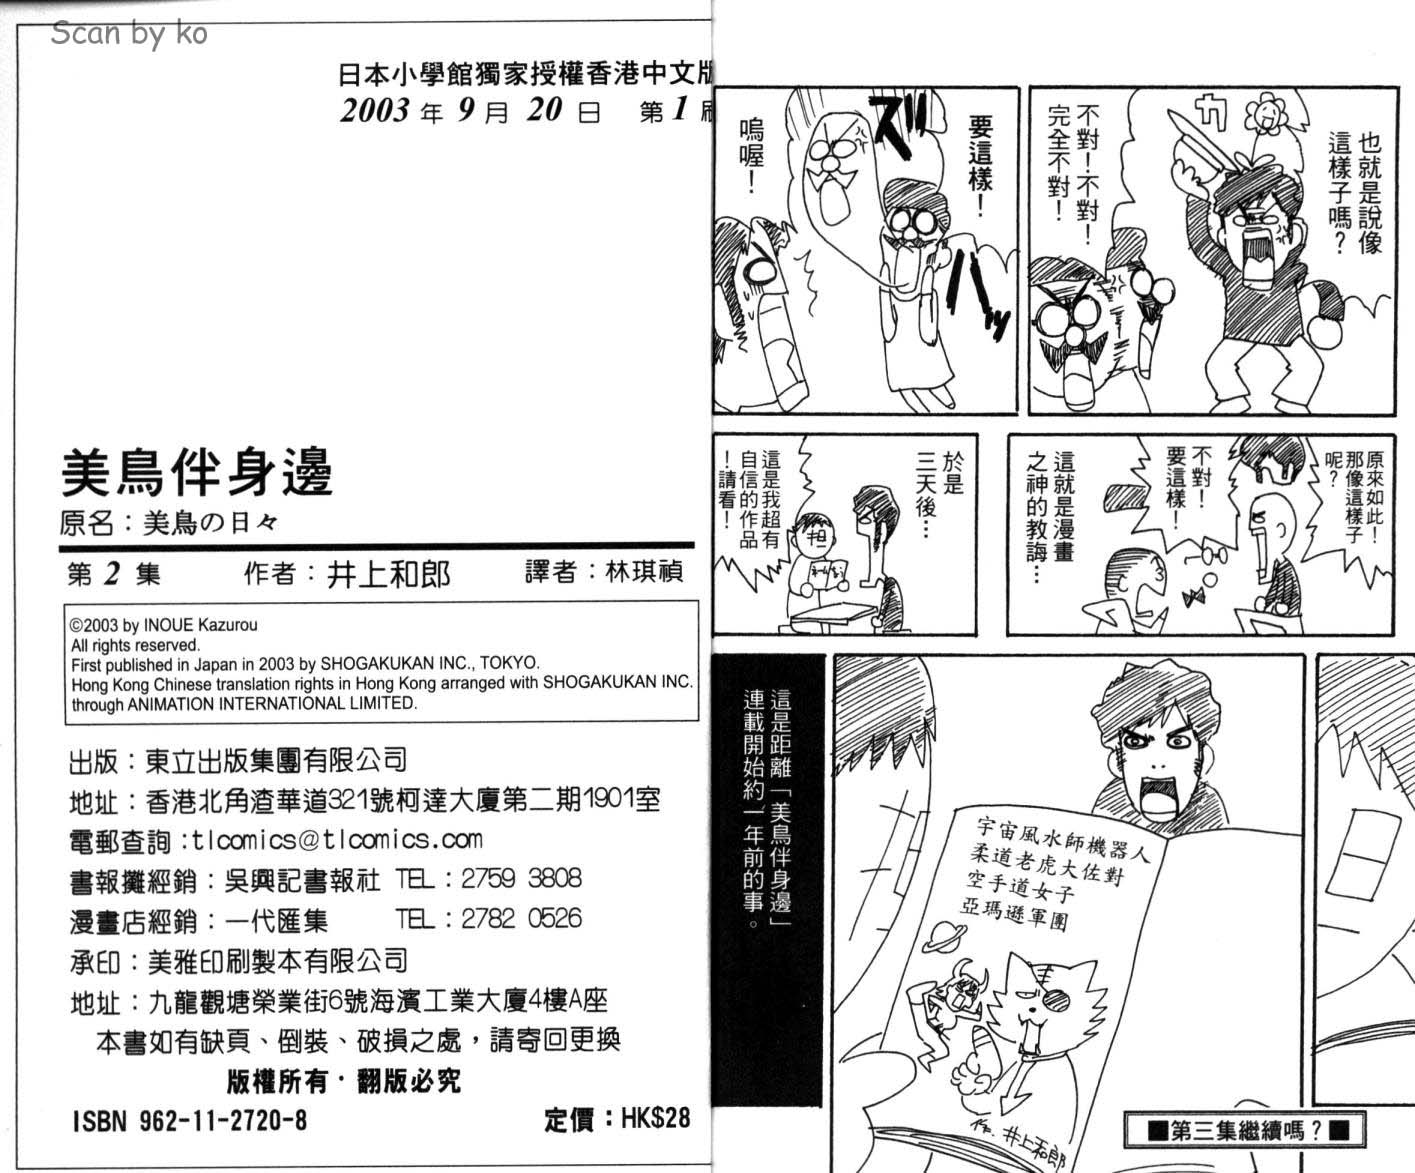 Scan by ko
日本小學館獨家授權香港中文版
2003年9月20日 第1刷
美鳥伴身邊
原名：美鳥の日々
第2集 作者：井上和郎 譯者：林琪禎
©2003 by INOUE Kazurou
All rights reserved.
First published in Japan in 2003 by SHOGAKUKAN INC., TOKYO.
Hong Kong Chinese translation rights in Hong Kong arranged with SHOGAKUKAN INC.
through ANIMATION INTERNATIONAL LIMITED.
出版：東立出版集團有限公司
地址：香港北角渣華道321號柯達大廈第二期1901室
電郵查詢:tlcomics@tlcomics.com
書報攤經銷：吳興記書報社 TEL：2759 3808
漫畫店經銷：一代匯集 TEL：2782 0526
承印：美雅印刷製本有限公司
地址：九龍觀塘榮業街6號海濱工業大廈4樓A座
本書如有缺頁、倒裝、破損之處，請寄回更換
版權所有·翻版必究
ISBN 962-11-2720-8 定價：HK$28
也就是說像
這樣子嗎？
カ
不對！不對！
完全不對！
要這樣！
ズ
バッ
嗚喔！
原來如此！
那像這樣子
呢？
不對！
要這樣！
這就是漫畫
之神的教誨…
於是
三天後…
這是我超有
自信的作品
！請看！
担
宇宙風水師機器人
柔道老虎大佐對
空手道女子
亞瑪遜軍團
作．井上和郎
這是距離「美鳥伴身邊」
連載開始約一年前的事。
■第三集繼續嗎？■